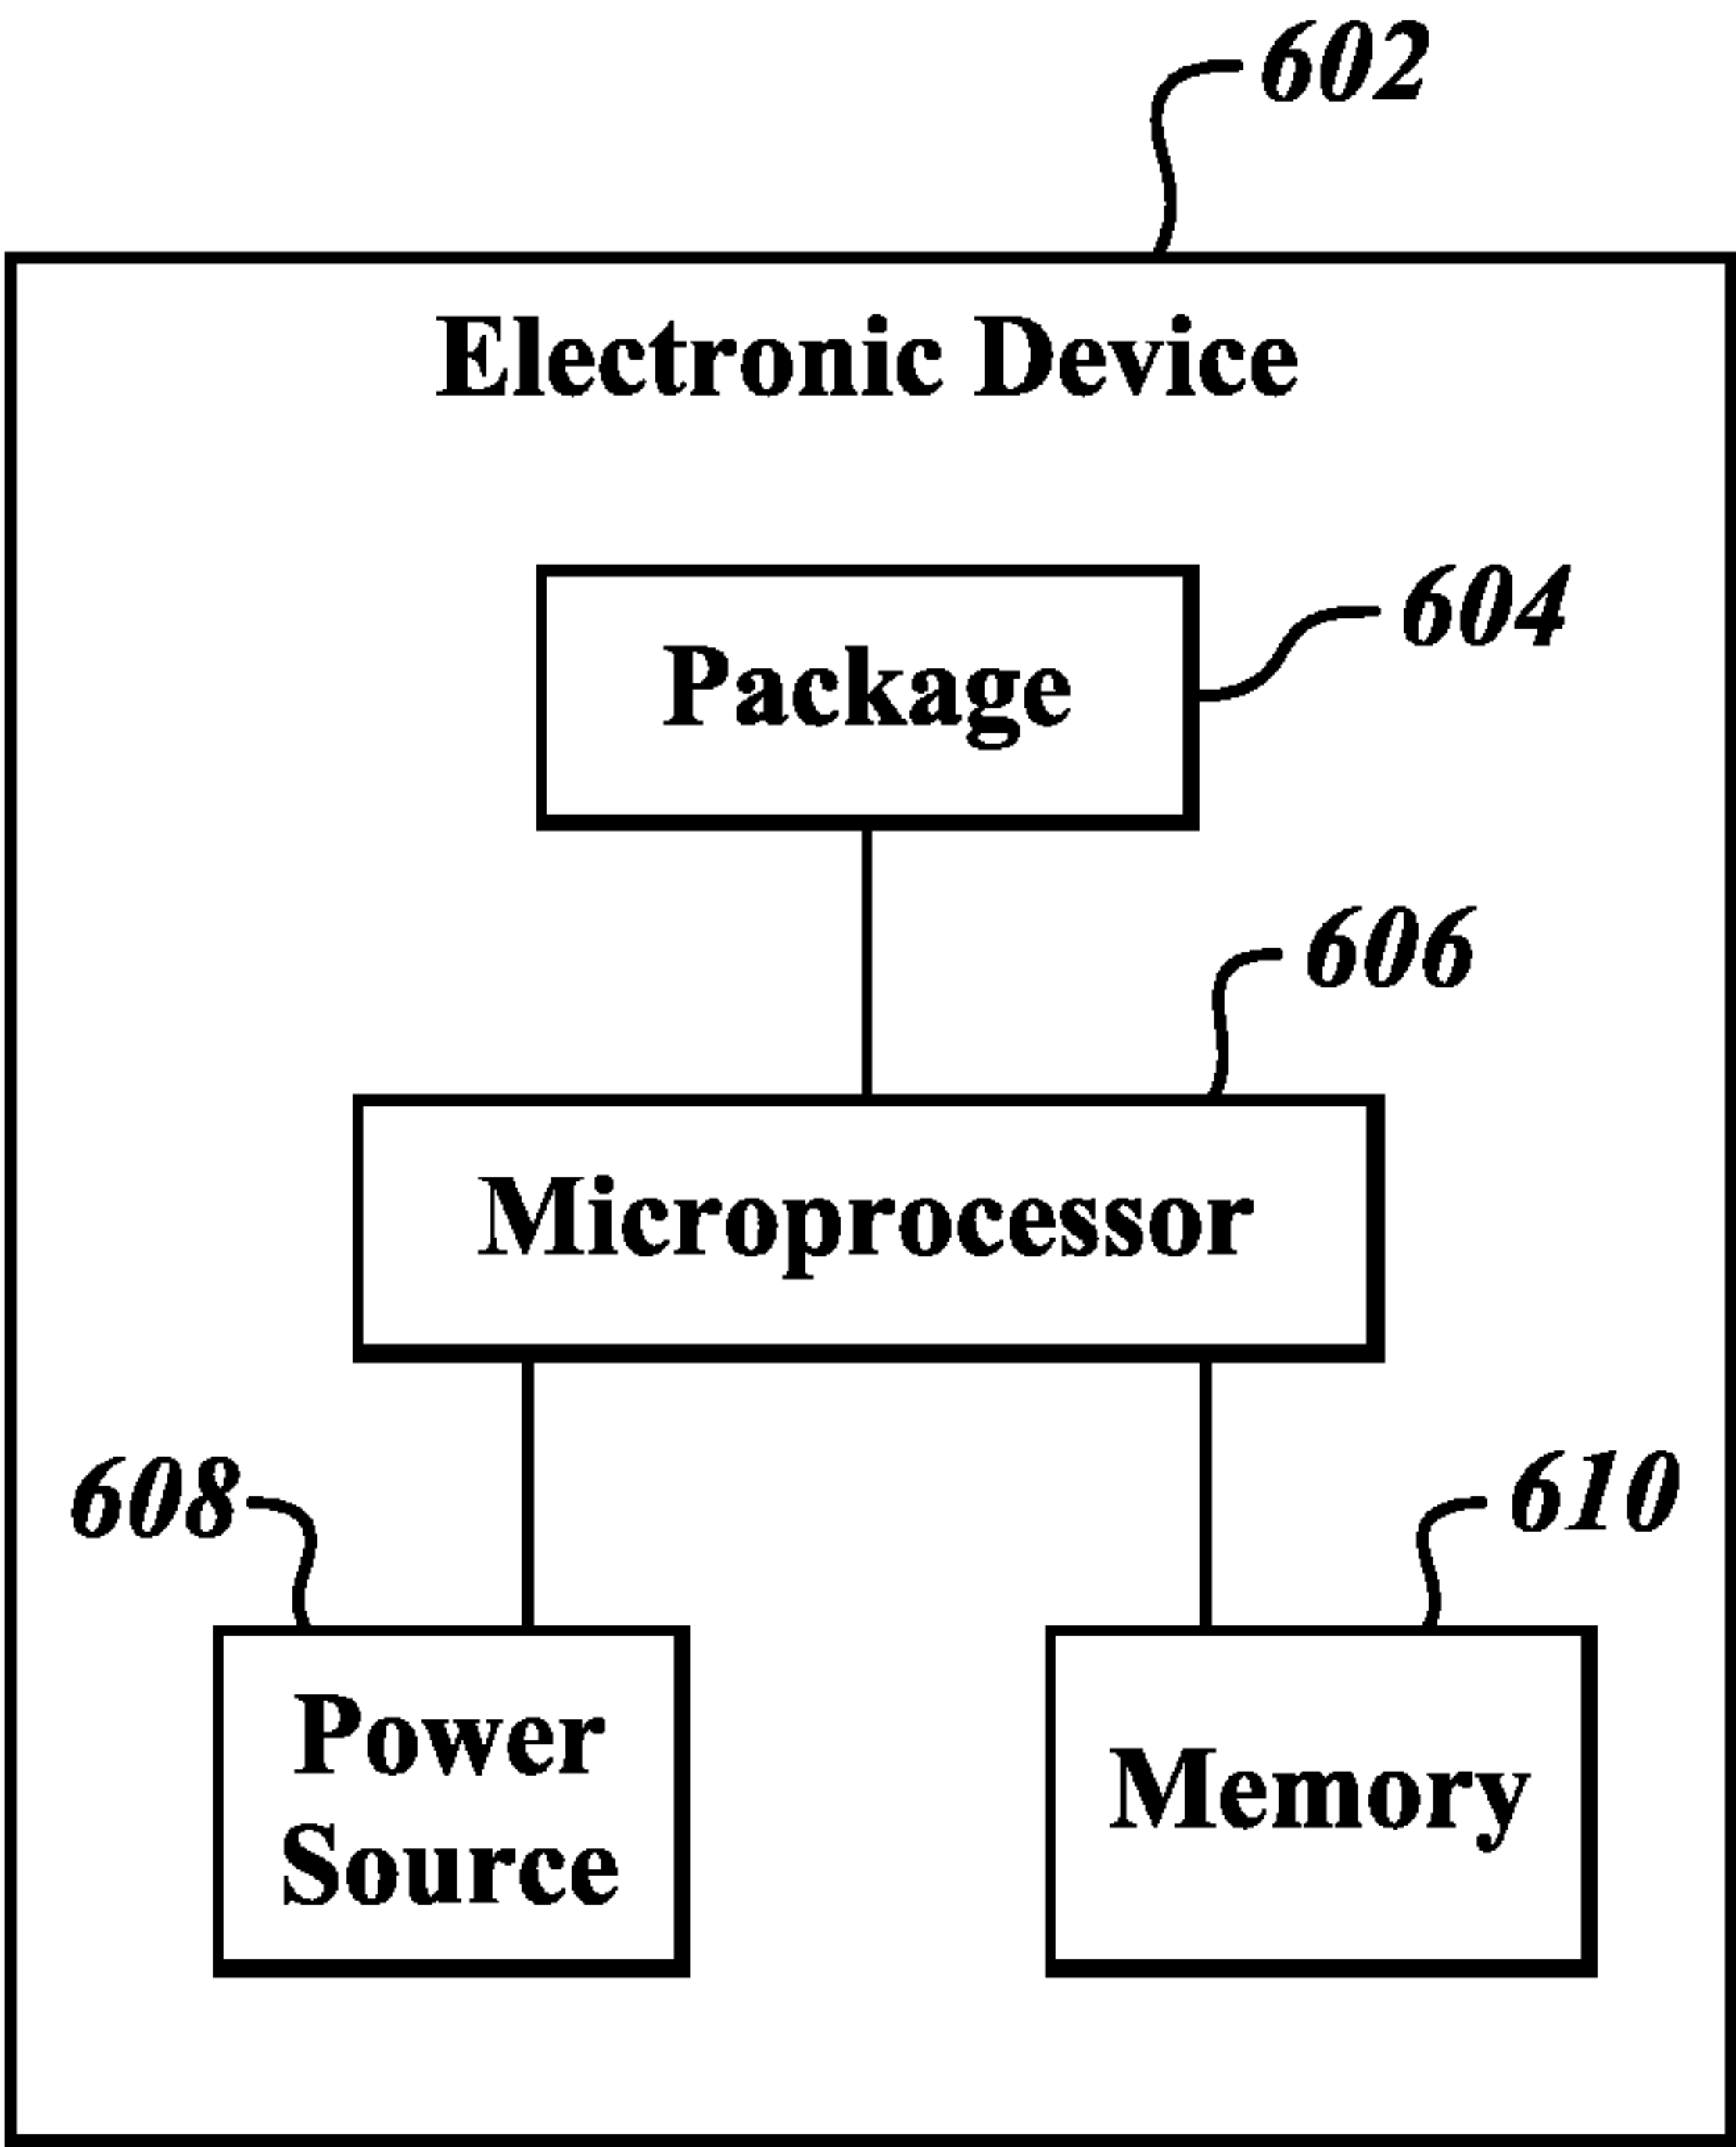 602
Electronic Device
604
Package
606
Microprocessor
608
610
Power
Source
Memory